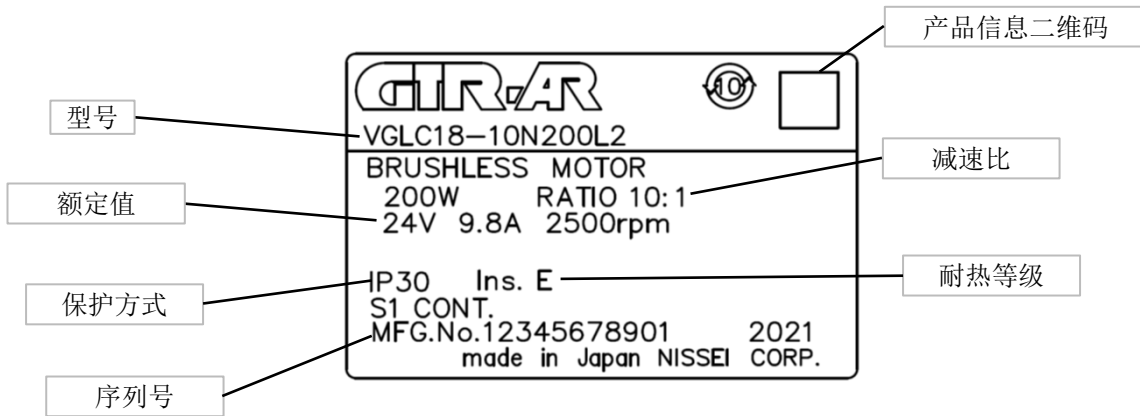 产品信息二维码
GTR-AR
10
型号
VGLC18-10N200L2
BRUSHLESS MOTOR
减速比
200W RATIO 10:1
额定值
24V 9.8A 2500rpm
IP30 Ins. E
耐热等级
保护方式
S1 CONT.
MFG.No.12345678901 2021
made in Japan NISSEI CORP.
序列号